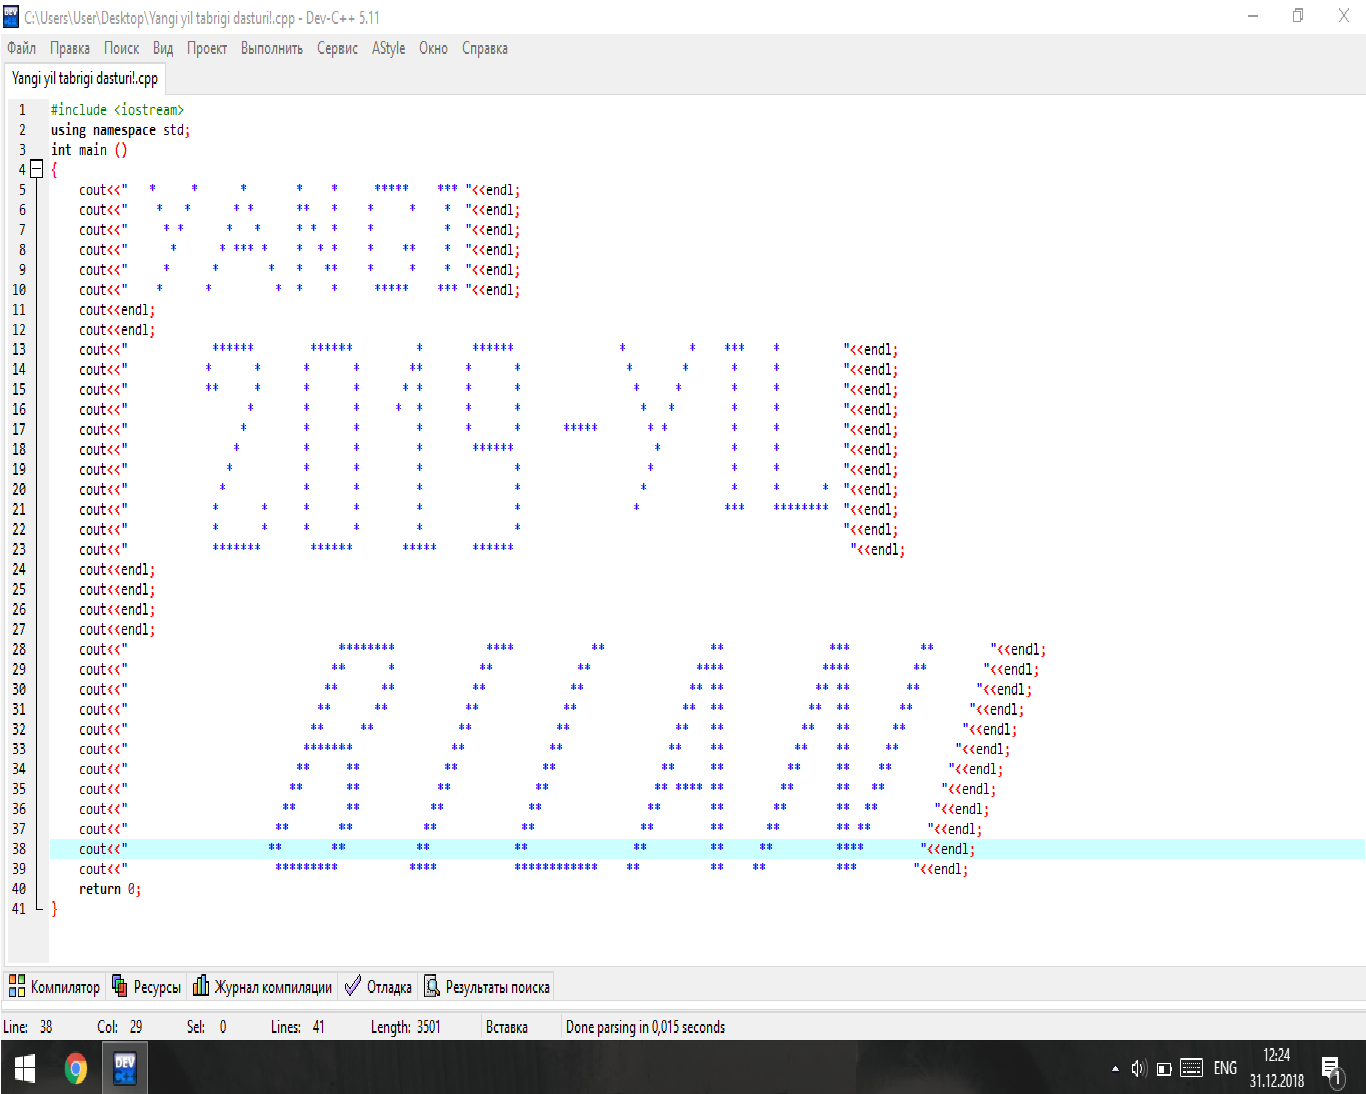 C:\Users\User\Desktop\Yangi yil tabrigi dasturi!.cpp - Dev-C++ 5.11
Файл Правка Поиск Вид Проект Выполнить Сервис AStyle Окно Справка
Yangi yil tabrigi dasturi!.cpp
1 #include <iostream>
2 using namespace std;
3 int main ()
4 {
5     cout<<"   *     *      *       *    *     *****    *** "<<endl;
6     cout<<"    *   *      * *      **   *    *     *    *  "<<endl;
7     cout<<"     * *      *   *     * *  *    *          *  "<<endl;
8     cout<<"      *      * *** *    *  * *    *    **    *  "<<endl;
9     cout<<"     *      *       *   *   **    *     *    *  "<<endl;
10     cout<<"    *      *         *  *    *     *****    *** "<<endl;
11     cout<<endl;
12     cout<<endl;
13     cout<<"            ******        ******         *       ******               *         *    ***    *         "<<endl;
14     cout<<"           *      *      *      *       **      *      *               *       *      *     *         "<<endl;
15     cout<<"           **     *      *      *      * *      *      *                *     *       *     *         "<<endl;
16     cout<<"                 *       *      *     *  *      *      *                 *   *        *     *         "<<endl;
17     cout<<"                *        *      *        *      *      *      *****       * *         *     *         "<<endl;
18     cout<<"               *         *      *        *       ******                    *          *     *         "<<endl;
19     cout<<"              *          *      *        *             *                  *           *     *         "<<endl;
20     cout<<"             *           *      *        *             *                 *            *     *      *  "<<endl;
21     cout<<"            *      *     *      *        *             *                *            ***    ********  "<<endl;
22     cout<<"            *      *     *      *        *             *                                              "<<endl;
23     cout<<"            *******       ******       *****     ******                                                "<<endl;
24     cout<<endl;
25     cout<<endl;
26     cout<<endl;
27     cout<<endl;
28     cout<<"                              ********             ****           **               **               ***          **        "<<endl;
29     cout<<"                             **      *            **            **               ****              ****         **        "<<endl;
30     cout<<"                            **      **           **            **               ** **             ** **        **        "<<endl;
31     cout<<"                           **      **           **            **               **  **            **  **       **        "<<endl;
32     cout<<"                          **     **            **            **               **   **           **   **      **        "<<endl;
33     cout<<"                         *******              **            **               **    **          **    **     **        "<<endl;
34     cout<<"                        **     **            **            **               **     **         **     **    **        "<<endl;
35     cout<<"                       **      **           **            **               ** **** **        **      **   **        "<<endl;
36     cout<<"                      **       **          **            **               **       **       **       **  **        "<<endl;
37     cout<<"                     **       **          **            **               **        **      **        ** **        "<<endl;
38     cout<<"                    **       **          **            **               **         **     **         ****        "<<endl;
39     cout<<"                     *********          ****           ************    **          **    **          ***        "<<endl;
40     return 0;
41 }
Компилятор Ресурсы Журнал компиляции Отладка Результаты поиска
Line: 38 Col: 29 Sel: 0 Lines: 41 Length: 3501 Вставка Done parsing in 0,015 seconds
DEV C++
ENG
12:24
31.12.2018
1